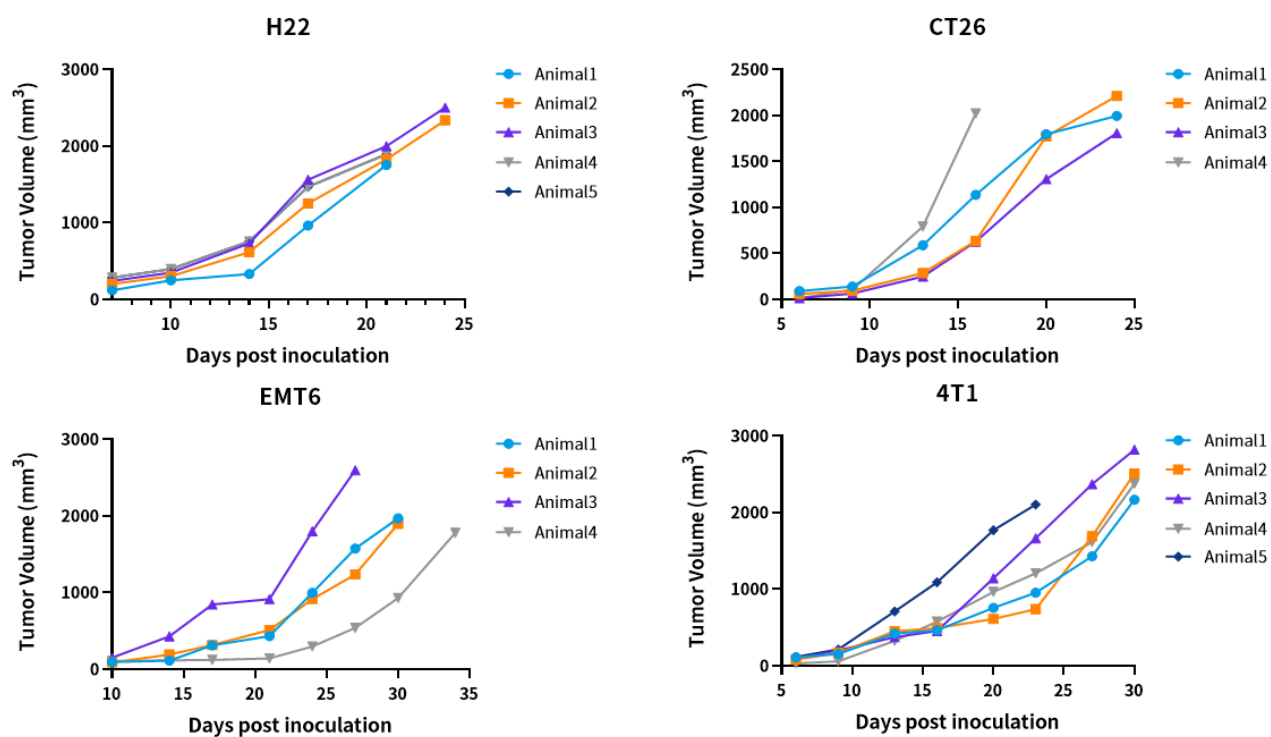 H22
3000
2000
1000
0
10
15
20
25
Tumor Volume (mm³)
Days post inoculation
Animal1
Animal2
Animal3
Animal4
Animal5
CT26
2500
2000
1500
1000
500
0
5
10
15
20
25
Tumor Volume (mm³)
Days post inoculation
Animal1
Animal2
Animal3
Animal4
EMT6
3000
2000
1000
0
10
15
20
25
30
35
Tumor Volume (mm³)
Days post inoculation
Animal1
Animal2
Animal3
Animal4
4T1
3000
2000
1000
0
5
10
15
20
25
30
Tumor Volume (mm³)
Days post inoculation
Animal1
Animal2
Animal3
Animal4
Animal5